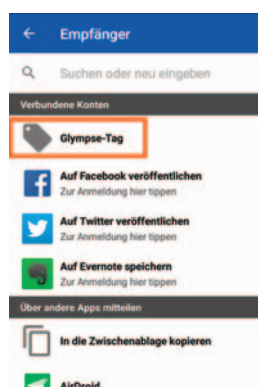 Empfänger
Suchen oder neu eingeben
Verbundene Konten
Glympse-Tag
Auf Facebook veröffentlichen
Zur Anmeldung hier tippen
Auf Twitter veröffentlichen
Zur Anmeldung hier tippen
Auf Evernote speichern
Zur Anmeldung hier tippen
Über andere Apps mitteilen
In die Zwischenablage kopieren
AirDroid